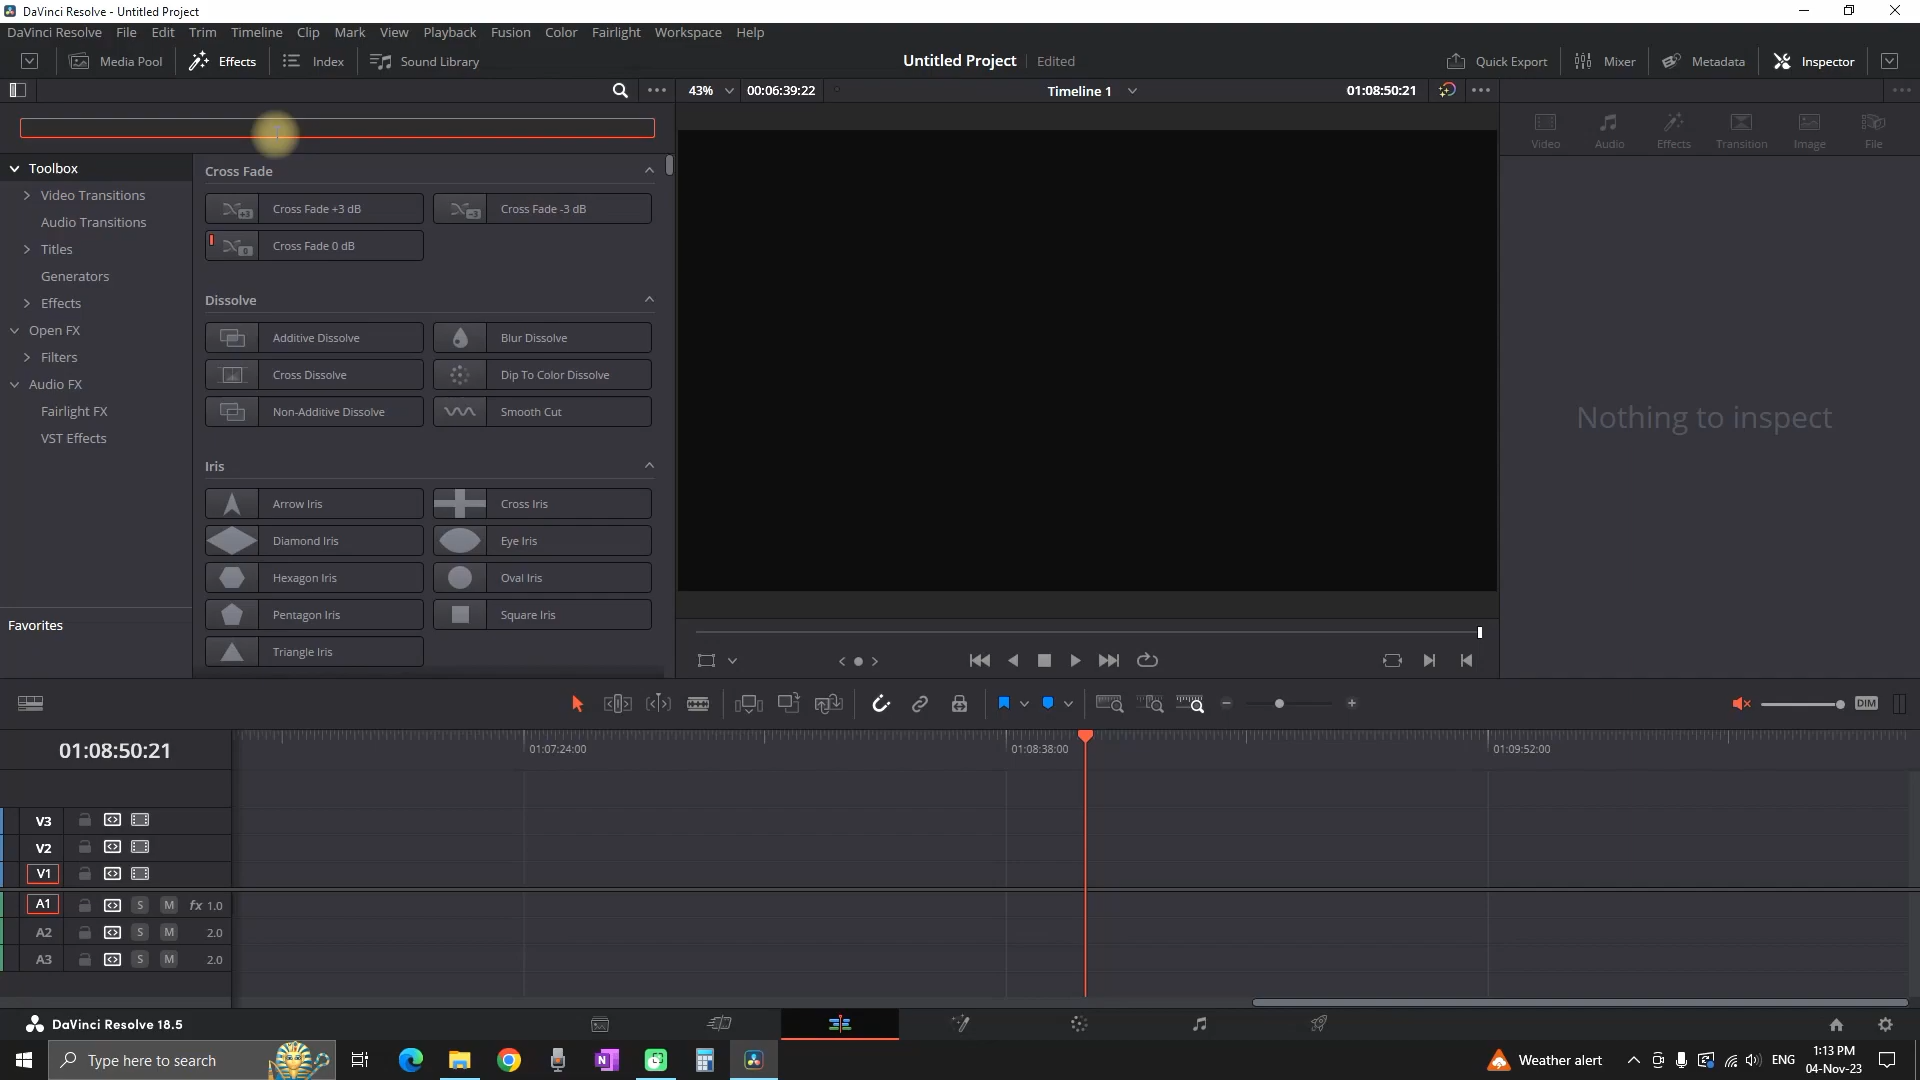 DaVinci Resolve - Untitled Project
DaVinci Resolve File Edit Trim Timeline Clip Mark View Playback Fusion Color Fairlight Workspace Help
Media Pool Effects Index Sound Library Untitled Project Edited Quick Export Mixer Metadata Inspector
43% 00:06:39:22 Timeline 1 01:08:50:21
Video Audio Effects Transition Image File
Toolbox
Video Transitions
Audio Transitions
Titles
Generators
Effects
Open FX
Filters
Audio FX
Fairlight FX
VST Effects
Favorites
Cross Fade
Cross Fade +3 dB Cross Fade -3 dB
Cross Fade 0 dB
Dissolve
Additive Dissolve Blur Dissolve
Cross Dissolve Dip To Color Dissolve
Non-Additive Dissolve Smooth Cut
Iris
Arrow Iris Cross Iris
Diamond Iris Eye Iris
Hexagon Iris Oval Iris
Pentagon Iris Square Iris
Triangle Iris
Nothing to inspect
DIM
01:08:50:21 01:07:24:00 01:08:38:00 01:09:52:00
V3
V2
V1
A1 S M fx 1.0
A2 S M 2.0
A3 S M 2.0
DaVinci Resolve 18.5
Type here to search Weather alert ENG 1:13 PM
04-Nov-23